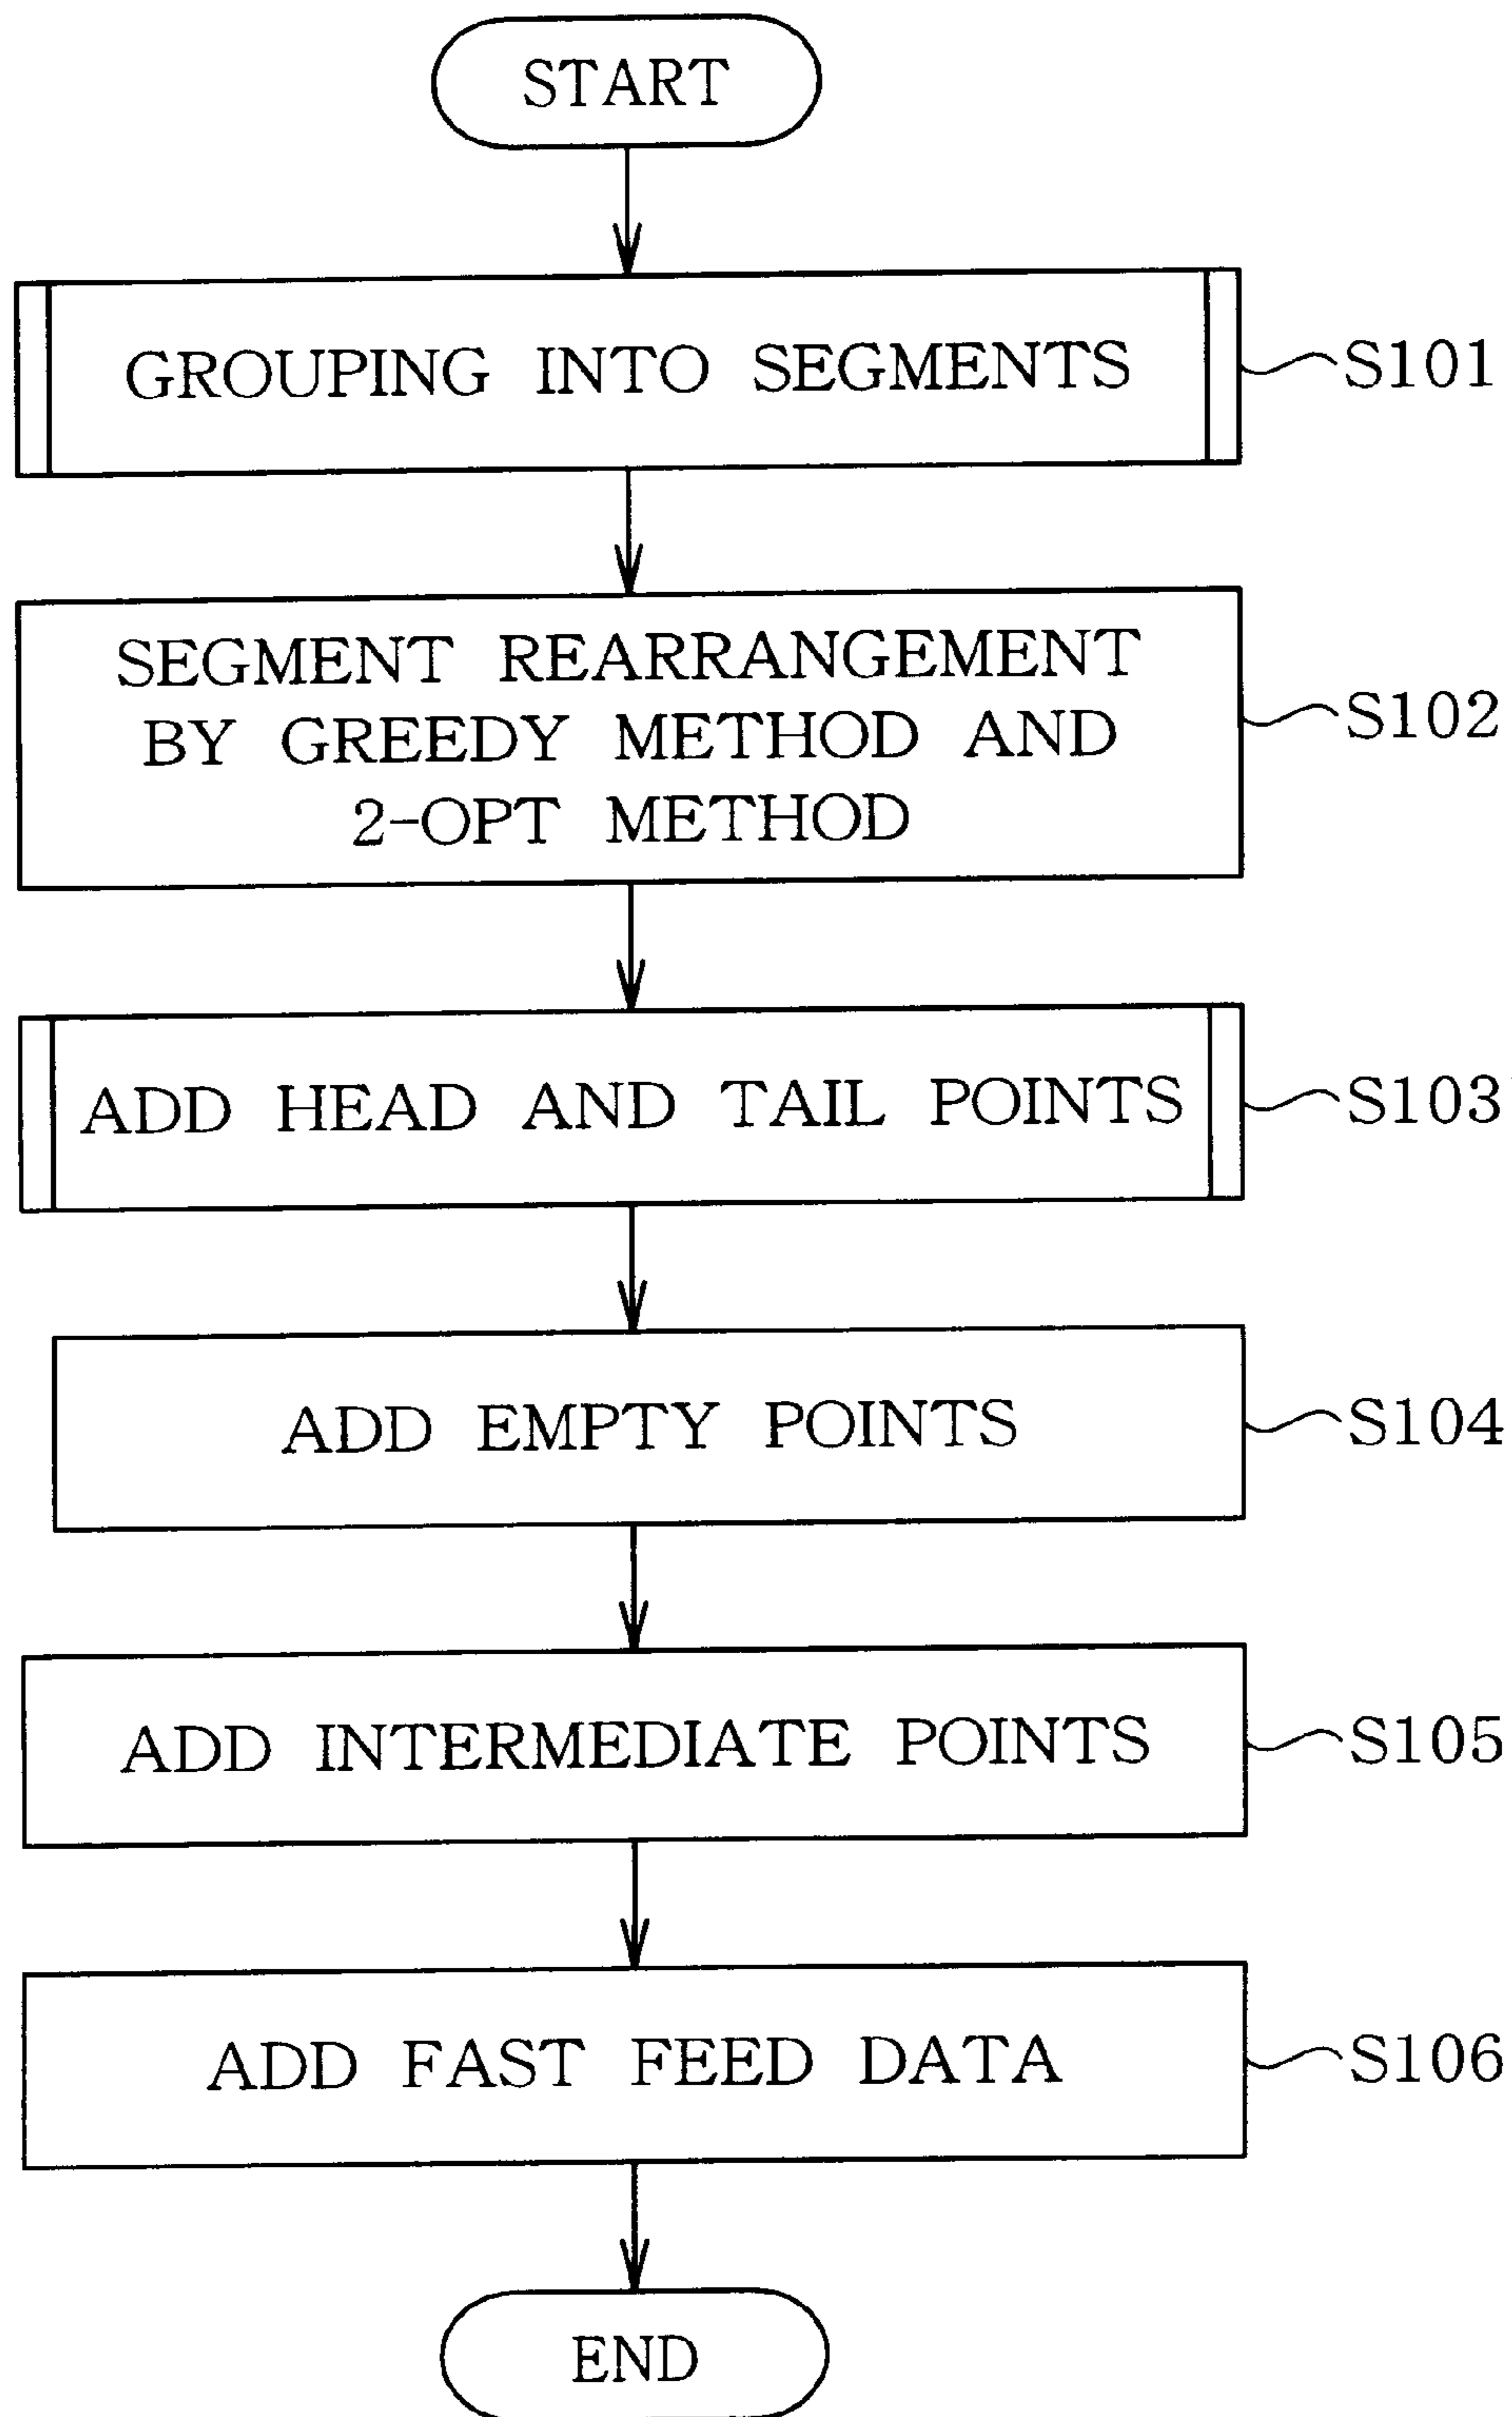 START
GROUPING INTO SEGMENTS
S101
SEGMENT REARRANGEMENT
BY GREEDY METHOD AND
2-OPT METHOD
S102
ADD HEAD AND TAIL POINTS
S103
ADD EMPTY POINTS
S104
ADD INTERMEDIATE POINTS
S105
ADD FAST FEED DATA
S106
END